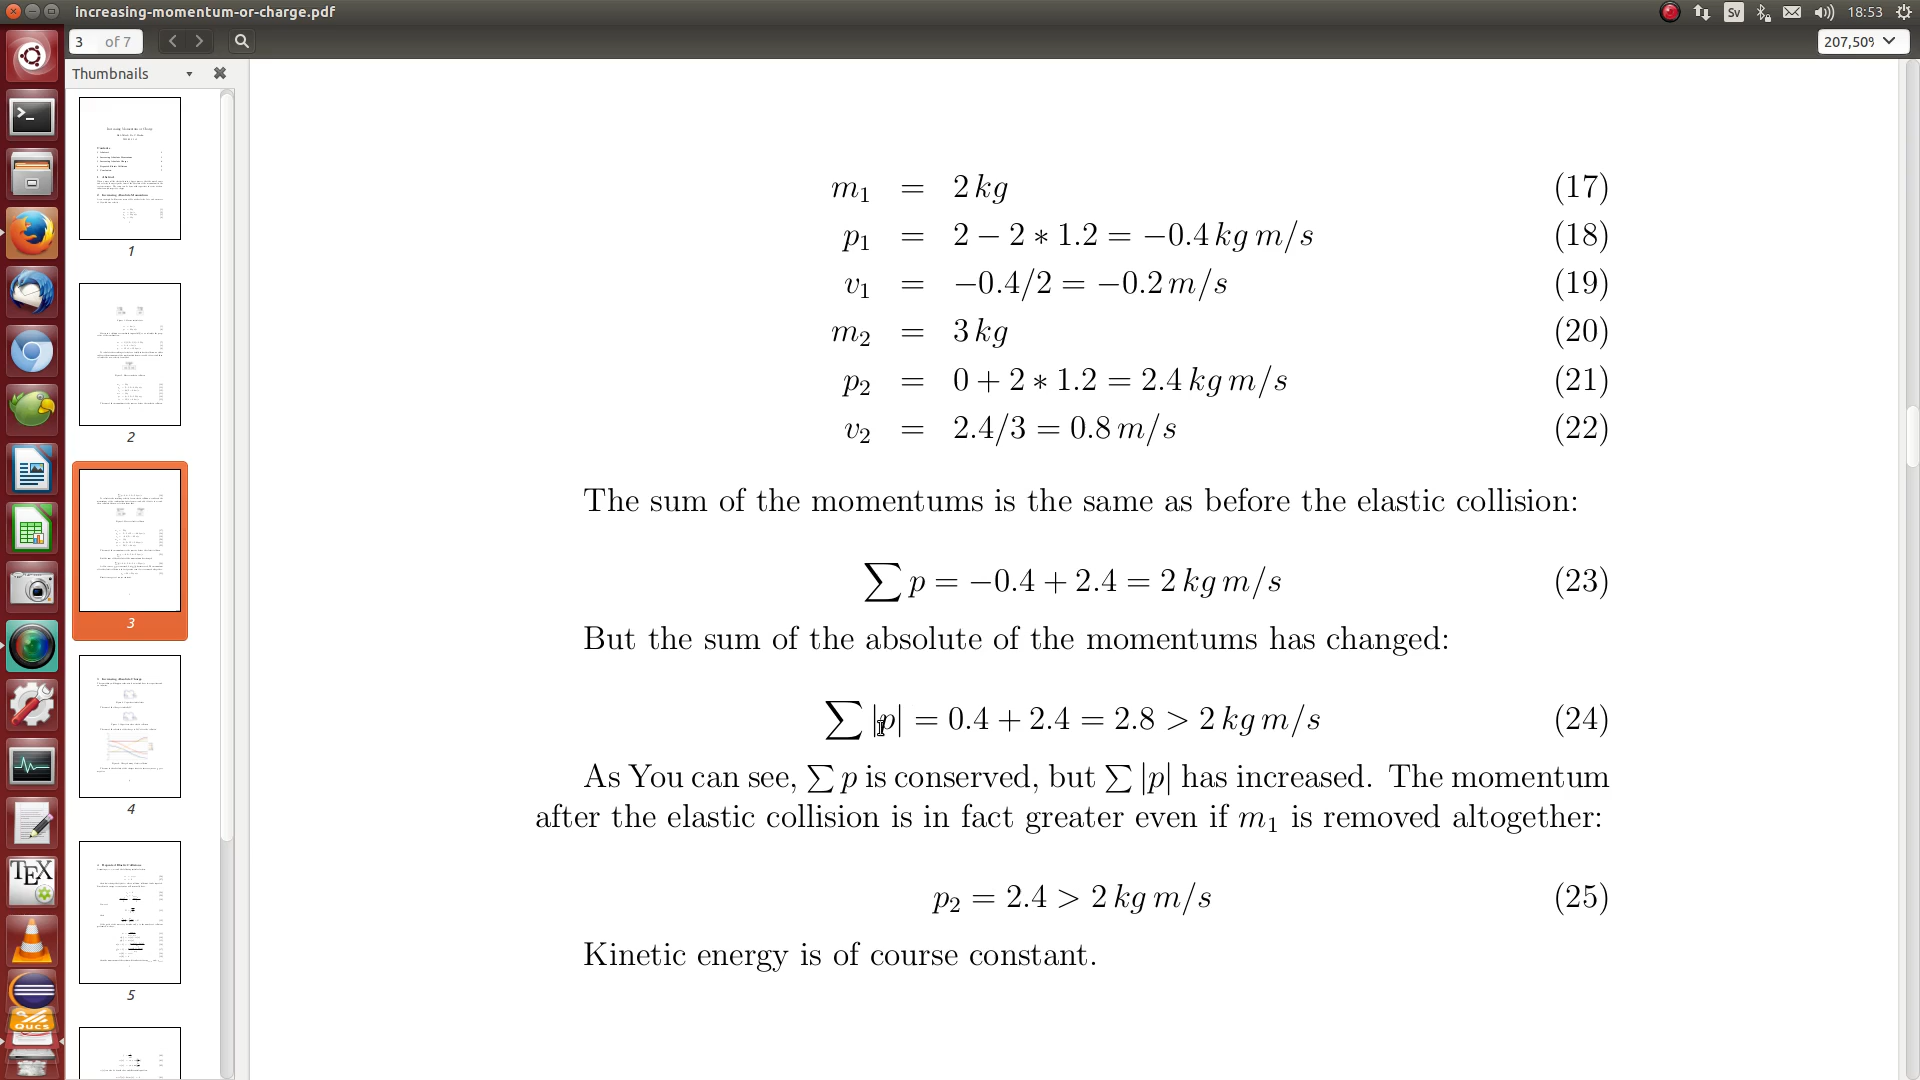 increasing-momentum-or-charge.pdf
Sv
18:53
3 of 7
207,50%
Thumbnails
1
2
3
4
5
TEX
QUCS
m₁ = 2 kg (17)
p₁ = 2 − 2 ∗ 1.2 = −0.4 kg m/s (18)
v₁ = −0.4/2 = −0.2 m/s (19)
m₂ = 3 kg (20)
p₂ = 0 + 2 ∗ 1.2 = 2.4 kg m/s (21)
v₂ = 2.4/3 = 0.8 m/s (22)
The sum of the momentums is the same as before the elastic collision:
∑ p = −0.4 + 2.4 = 2 kg m/s (23)
But the sum of the absolute of the momentums has changed:
∑ |p| = 0.4 + 2.4 = 2.8 > 2 kg m/s (24)
As You can see, ∑ p is conserved, but ∑ |p| has increased. The momentum
after the elastic collision is in fact greater even if m₁ is removed altogether:
p₂ = 2.4 > 2 kg m/s (25)
Kinetic energy is of course constant.